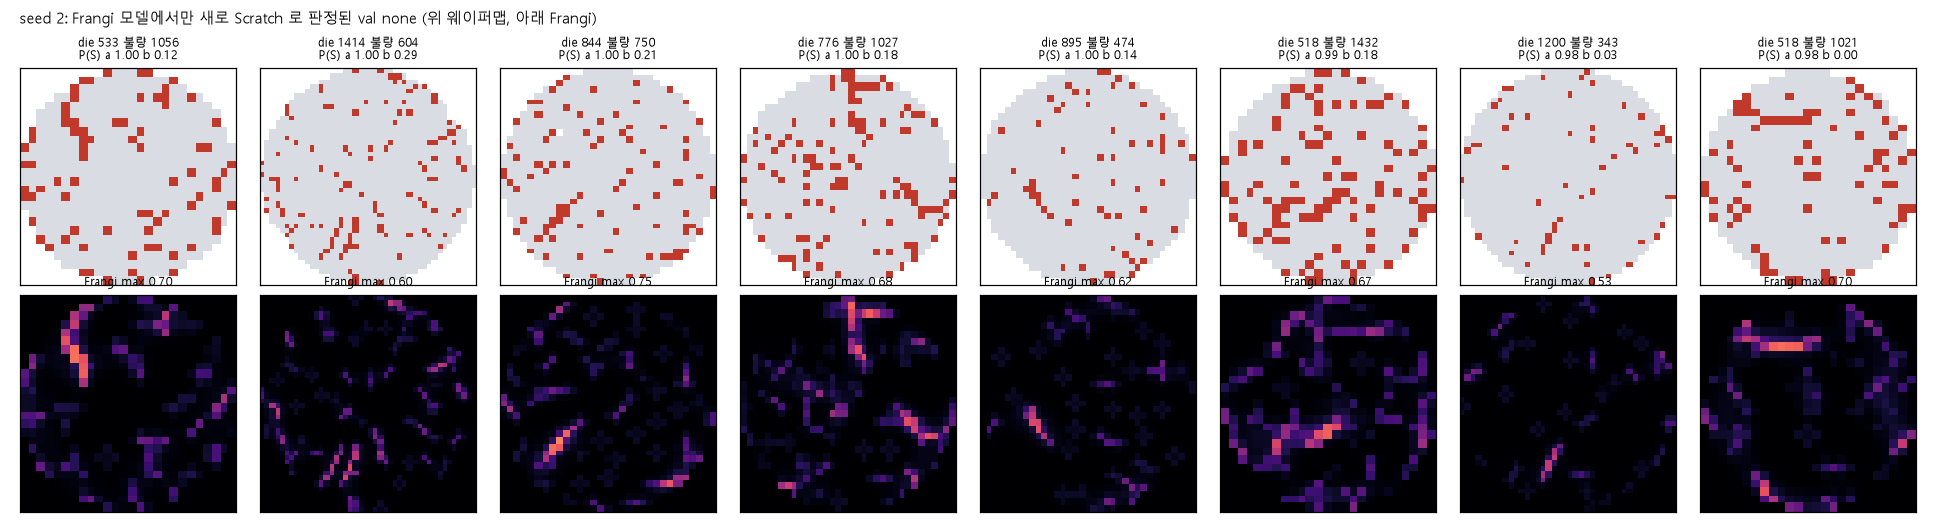 seed 2: Frangi 모델에서만 새로 Scratch 로 판정된 val none (위 웨이퍼맵, 아래 Frangi)
die 533 불량 1056
P(S) a 1.00 b 0.12
die 1414 불량 604
P(S) a 1.00 b 0.29
die 844 불량 750
P(S) a 1.00 b 0.21
die 776 불량 1027
P(S) a 1.00 b 0.18
die 895 불량 474
P(S) a 1.00 b 0.14
die 518 불량 1432
P(S) a 0.99 b 0.18
die 1200 불량 343
P(S) a 0.98 b 0.03
die 518 불량 1021
P(S) a 0.98 b 0.00
Frangi max 0.70
Frangi max 0.60
Frangi max 0.75
Frangi max 0.68
Frangi max 0.62
Frangi max 0.67
Frangi max 0.53
Frangi max 0.70